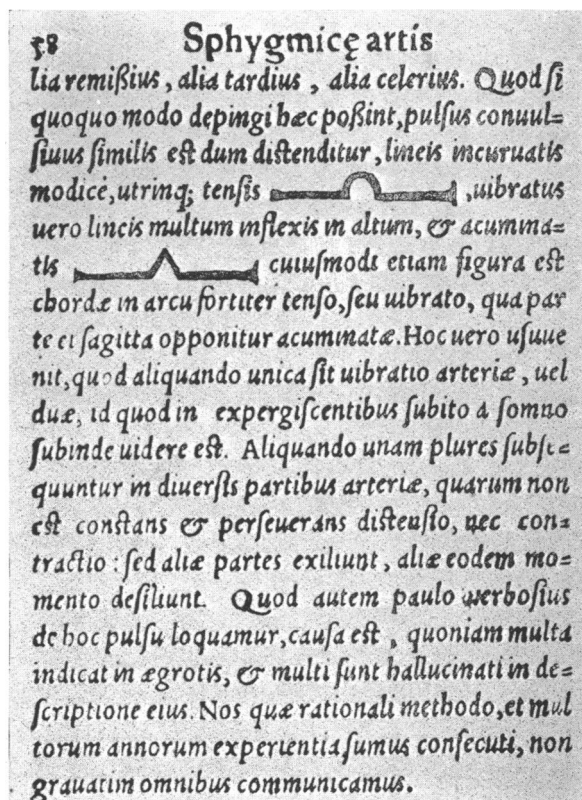 58 Sphygmicę artis
lia remißius, alia tardius, alia celerius. Quod ſi
quoquo modo depingi hæc poßint, pulſus conuul=
ſiuus ſimilis eſt dum diſtenditur, lineis incuruatis
modicè, utrinq; tenſis , uibratus
uero lineis multum inflexis in altum, & acumina=
tis cuiuſmodi etiam figura eſt
chordæ in arcu fortiter tenſo, ſeu uibrato, qua par
te ei ſagitta opponitur acuminatæ. Hoc uero uſuue
nit, quod aliquando unica ſit uibratio arteriæ, uel
duæ, id quod in expergiſcentibus ſubito à ſomno
ſubinde uidere eſt. Aliquando unam plures ſubſe=
quuntur in diuerſis partibus arteriæ, quarum non
eſt conſtans & perſeuerans diſtenſio, nec con=
tractio: ſed aliæ partes exiliunt, aliæ eodem mo=
mento deſiliunt. Quod autem paulo uerboſius
de hoc pulſu loquamur, cauſa eſt, quoniam multa
indicat in ægrotis, & multi ſunt hallucinati in de=
ſcriptione eius. Nos quæ rationali methodo, et mul
torum annorum experientia ſumus conſecuti, non
grauatim omnibus communicamus.